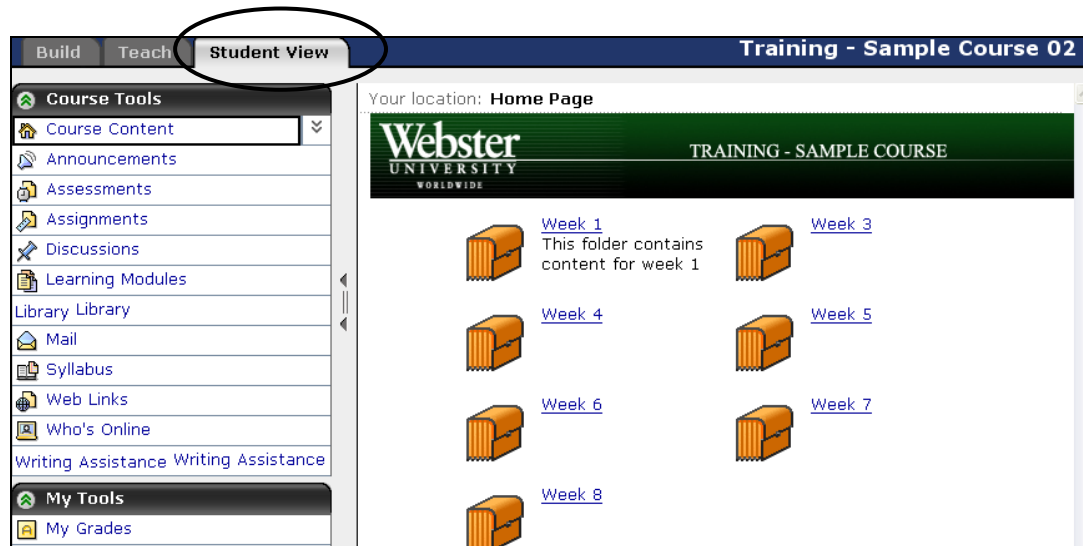 Build Teach Student View
Training - Sample Course 02
Course Tools
Course Content
Announcements
Assessments
Assignments
Discussions
Learning Modules
Library Library
Mail
Syllabus
Web Links
Who's Online
Writing Assistance Writing Assistance
My Tools
My Grades
Your location: Home Page
Webster
UNIVERSITY
WORLDWIDE
TRAINING - SAMPLE COURSE
Week 1
This folder contains
content for week 1
Week 3
Week 4
Week 5
Week 6
Week 7
Week 8